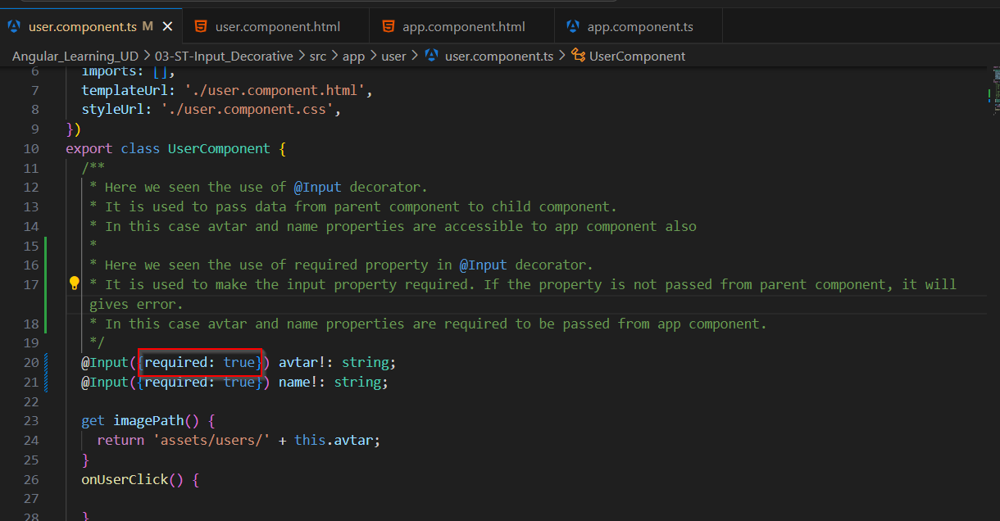 user.component.ts M
user.component.html
app.component.html
app.component.ts
Angular_Learning_UD > 03-ST-Input_Decorative > src > app > user > user.component.ts > UserComponent
6 imports: [],
7 templateUrl: './user.component.html',
8 styleUrl: './user.component.css',
9 })
10 export class UserComponent {
11 /**
12 * Here we seen the use of @Input decorator.
13 * It is used to pass data from parent component to child component.
14 * In this case avtar and name properties are accessible to app component also
15 *
16 * Here we seen the use of required property in @Input decorator.
17 * It is used to make the input property required. If the property is not passed from parent component, it will
gives error.
18 * In this case avtar and name properties are required to be passed from app component.
19 */
20 @Input({required: true}) avtar!: string;
21 @Input({required: true}) name!: string;
22
23 get imagePath() {
24 return 'assets/users/' + this.avtar;
25 }
26 onUserClick() {
27
28 }